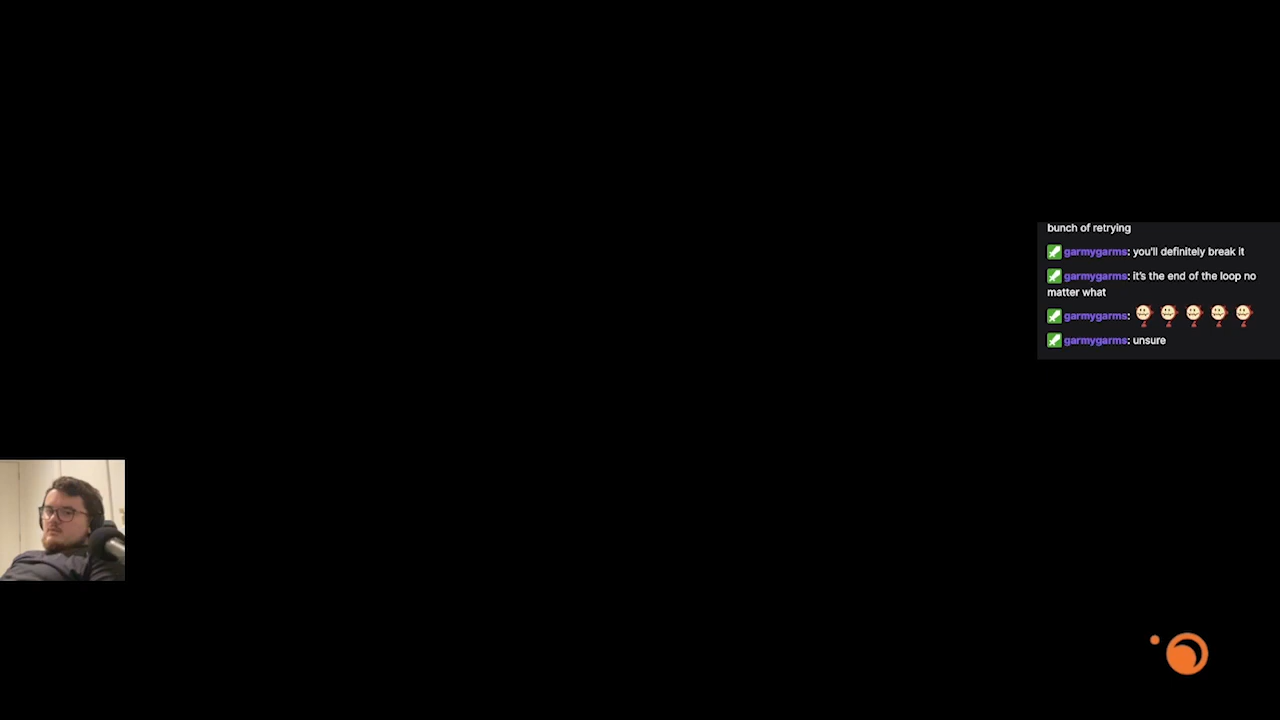 bunch of retrying
garmygarms: you'll definitely break it
garmygarms: it's the end of the loop no
matter what
garmygarms:
garmygarms: unsure